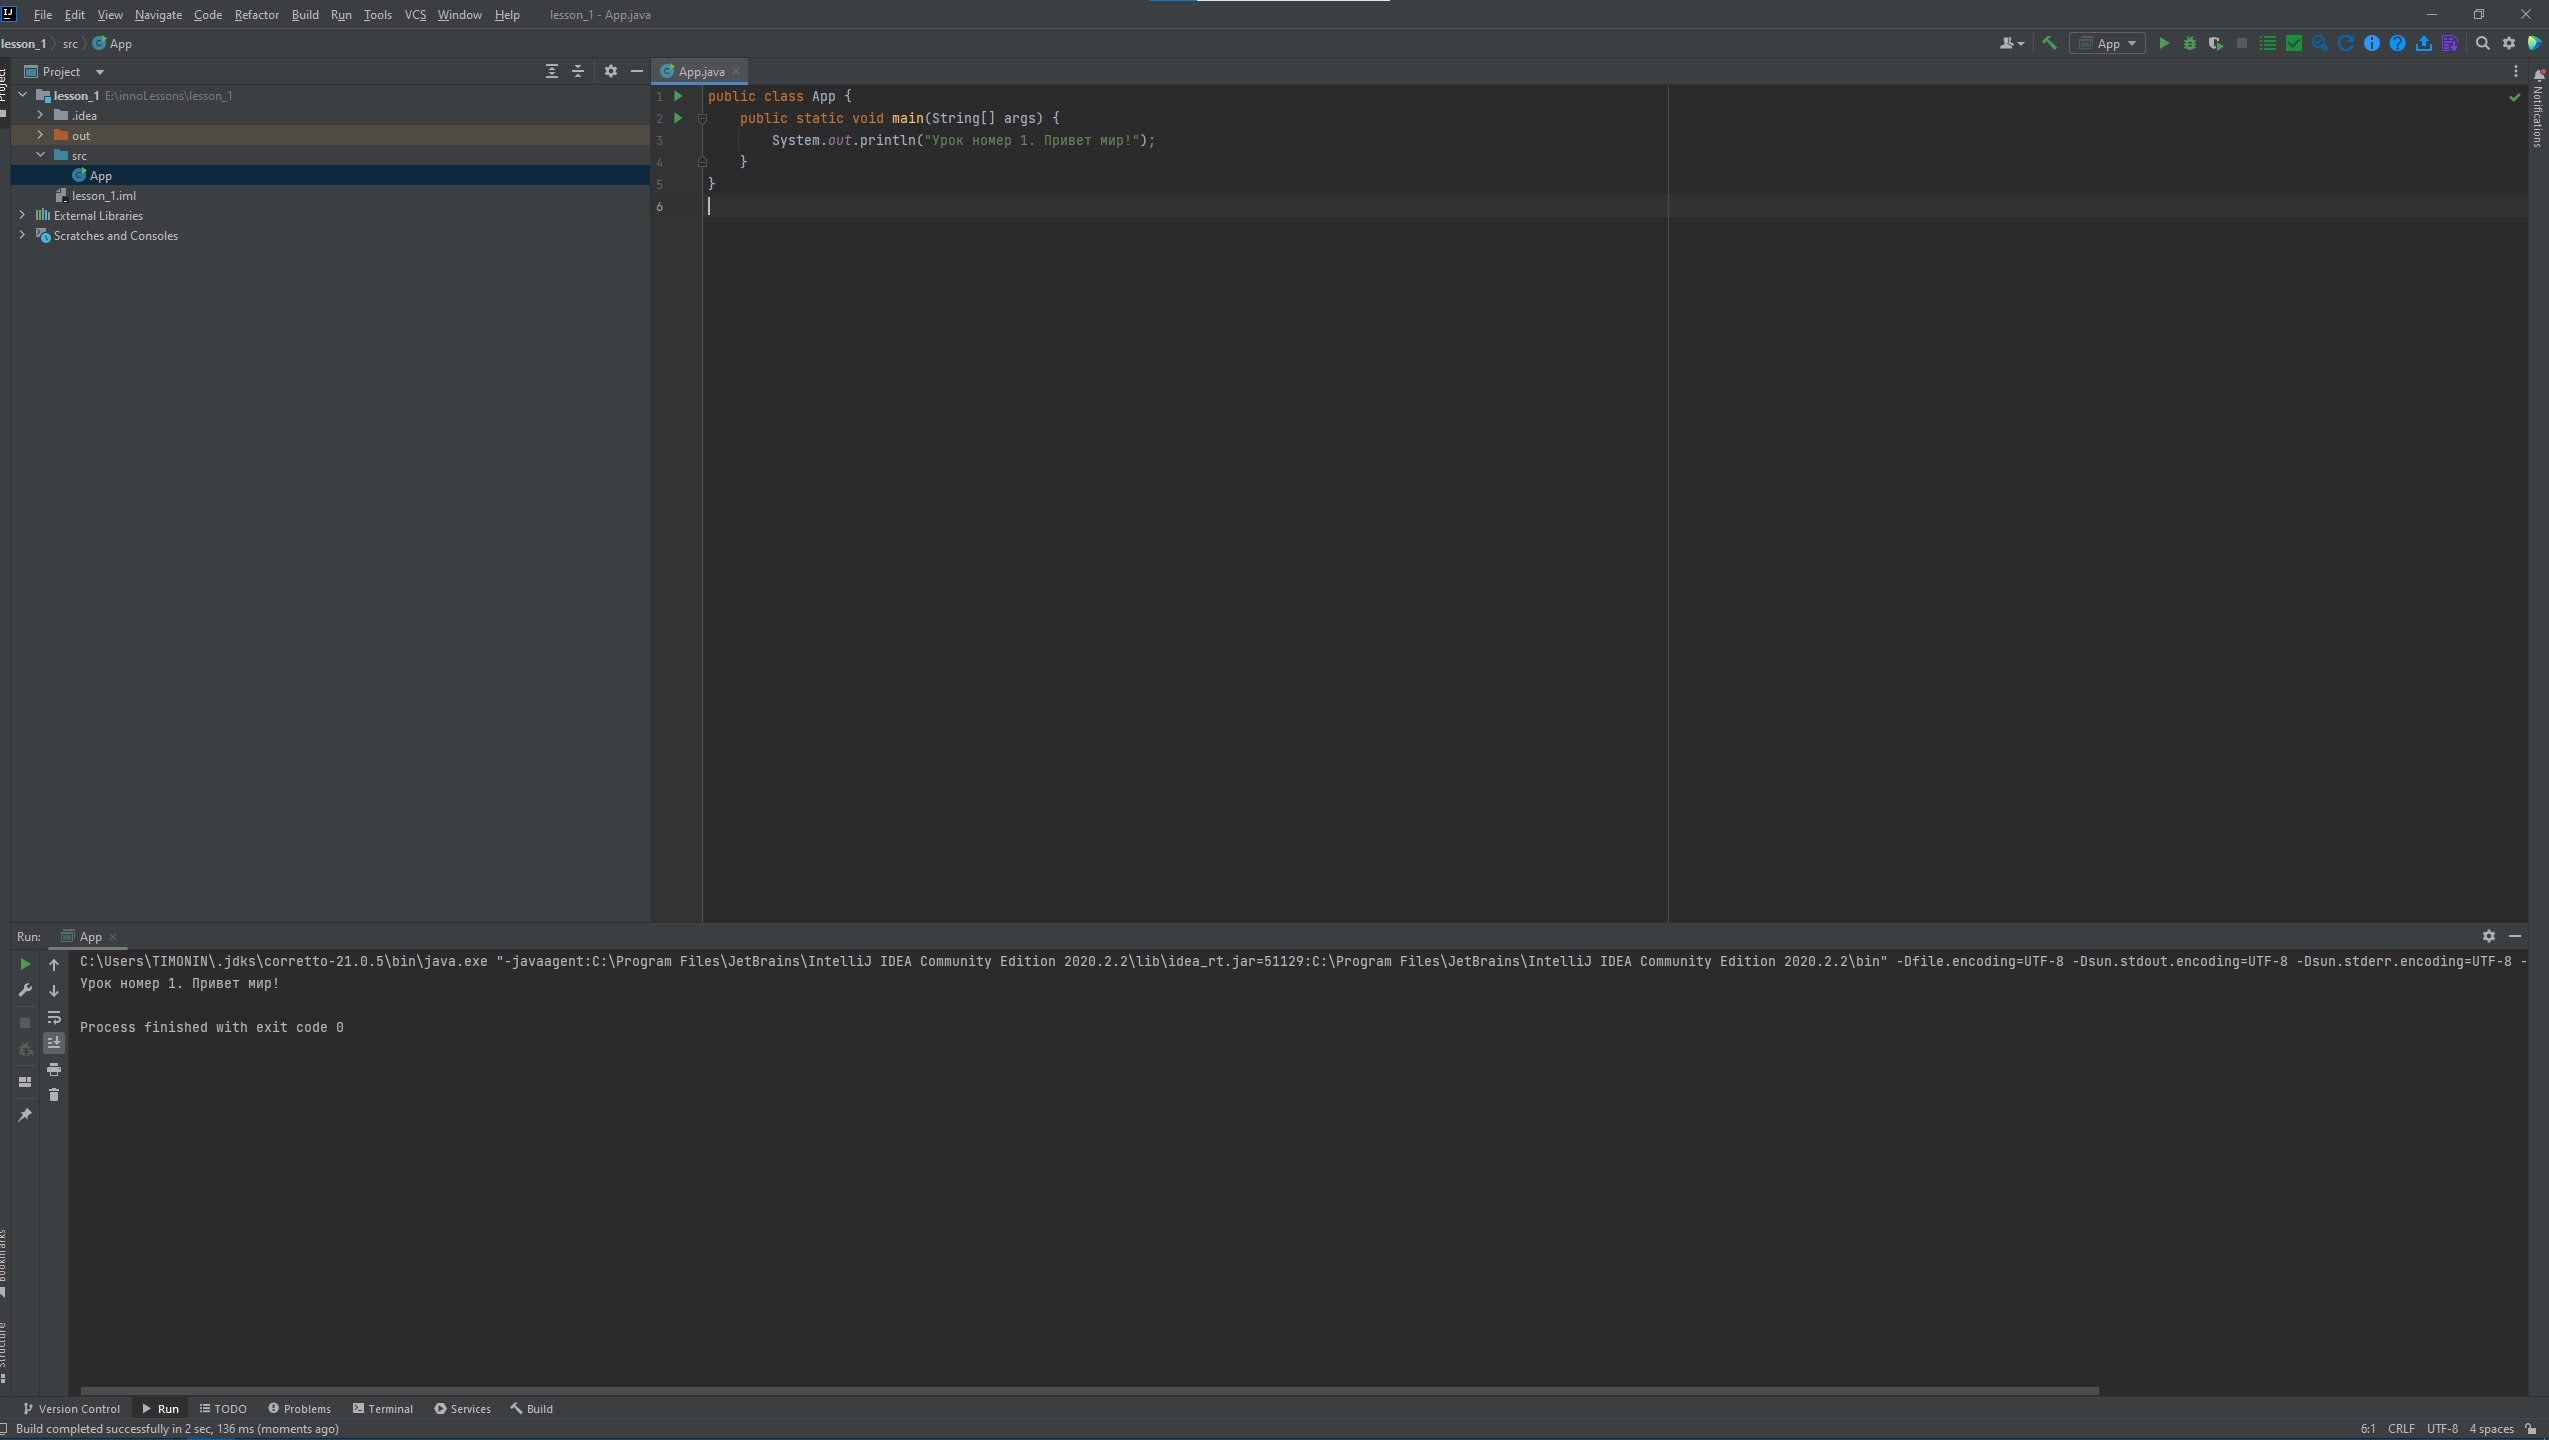 File Edit View Navigate Code Refactor Build Run Tools VCS Window Help lesson_1 - App.java
lesson_1 src App
App
Project
Project
App.java
Notifications
lesson_1 E:\innoLessons\lesson_1
.idea
out
src
App
lesson_1.iml
External Libraries
Scratches and Consoles
1 public class App {
2 public static void main(String[] args) {
3 System.out.println("Урок номер 1. Привет мир!");
4 }
5 }
6
Run: App
C:\Users\TIMONIN\.jdks\corretto-21.0.5\bin\java.exe "-javaagent:C:\Program Files\JetBrains\IntelliJ IDEA Community Edition 2020.2.2\lib\idea_rt.jar=51129:C:\Program Files\JetBrains\IntelliJ IDEA Community Edition 2020.2.2\bin" -Dfile.encoding=UTF-8 -Dsun.stdout.encoding=UTF-8 -Dsun.stderr.encoding=UTF-8 -
Урок номер 1. Привет мир!
Process finished with exit code 0
Bookmarks
Structure
Version Control Run TODO Problems Terminal Services Build
Build completed successfully in 2 sec, 136 ms (moments ago)
6:1 CRLF UTF-8 4 spaces